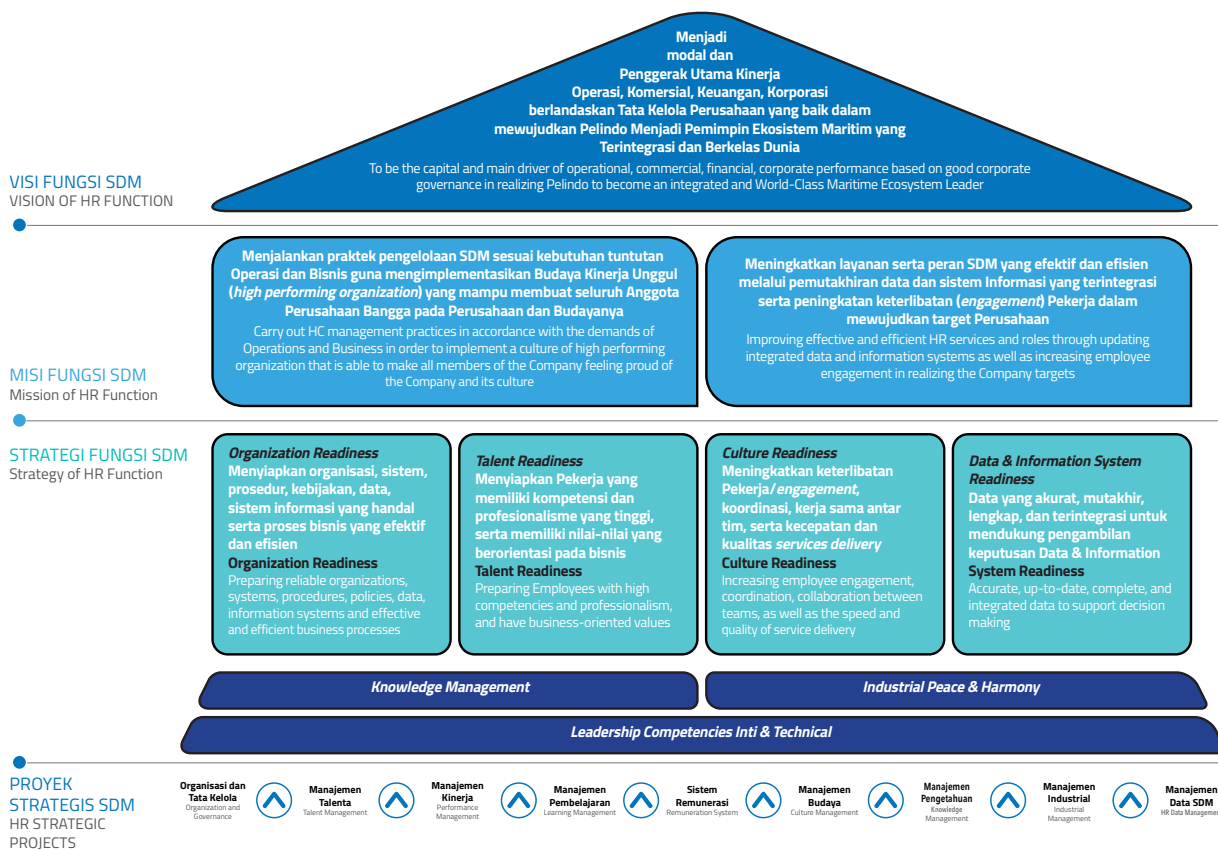 Menjadi
modal dan
Penggerak Utama Kinerja
Operasi, Komersial, Keuangan, Korporasi
berlandaskan Tata Kelola Perusahaan yang baik dalam
mewujudkan Pelindo Menjadi Pemimpin Ekosistem Maritim yang
Terintegrasi dan Berkelas Dunia
To be the capital and main driver of operational, commercial, financial, corporate performance based on good corporate
governance in realizing Pelindo to become an integrated and World-Class Maritime Ecosystem Leader
VISI FUNGSI SDM
VISION OF HR FUNCTION
Menjalankan praktek pengelolaan SDM sesuai kebutuhan tuntutan
Operasi dan Bisnis guna mengimplementasikan Budaya Kinerja Unggul
(high performing organization) yang mampu membuat seluruh Anggota
Perusahaan Bangga pada Perusahaan dan Budayanya
Carry out HC management practices in accordance with the demands of
Operations and Business in order to implement a culture of high performing
organization that is able to make all members of the Company feeling proud of
the Company and its culture
Meningkatkan layanan serta peran SDM yang efektif dan efisien
melalui pemutakhiran data dan sistem Informasi yang terintegrasi
serta peningkatan keterlibatan (engagement) Pekerja dalam
mewujudkan target Perusahaan
Improving effective and efficient HR services and roles through updating
integrated data and information systems as well as increasing employee
engagement in realizing the Company targets
MISI FUNGSI SDM
Mission of HR Function
STRATEGI FUNGSI SDM
Strategy of HR Function
Organization Readiness
Menyiapkan organisasi, sistem,
prosedur, kebijakan, data,
sistem informasi yang handal
serta proses bisnis yang efektif
dan efisien
Organization Readiness
Preparing reliable organizations,
systems, procedures, policies, data,
information systems and effective
and efficient business processes
Talent Readiness
Menyiapkan Pekerja yang
memiliki kompetensi dan
profesionalisme yang tinggi,
serta memiliki nilai-nilai yang
berorientasi pada bisnis
Talent Readiness
Preparing Employees with high
competencies and professionalism,
and have business-oriented values
Culture Readiness
Meningkatkan keterlibatan
Pekerja/engagement,
koordinasi, kerja sama antar
tim, serta kecepatan dan
kualitas services delivery
Culture Readiness
Increasing employee engagement,
coordination, collaboration between
teams, as well as the speed and
quality of service delivery
Data & Information System
Readiness
Data yang akurat, mutakhir,
lengkap, dan terintegrasi untuk
mendukung pengambilan
keputusan Data & Information
System Readiness
Accurate, up-to-date, complete, and
integrated data to support decision
making
Knowledge Management
Industrial Peace & Harmony
Leadership Competencies Inti & Technical
PROYEK
STRATEGIS SDM
HR STRATEGIC
PROJECTS
Organisasi dan
Tata Kelola
Organization and
Governance
Manajemen
Talenta
Talent Management
Manajemen
Kinerja
Performance
Management
Manajemen
Pembelajaran
Learning Management
Sistem
Remunerasi
Remuneration System
Manajemen
Budaya
Culture Management
Manajemen
Pengetahuan
Knowledge
Management
Manajemen
Industrial
Industrial
Management
Manajemen
Data SDM
HR Data Management